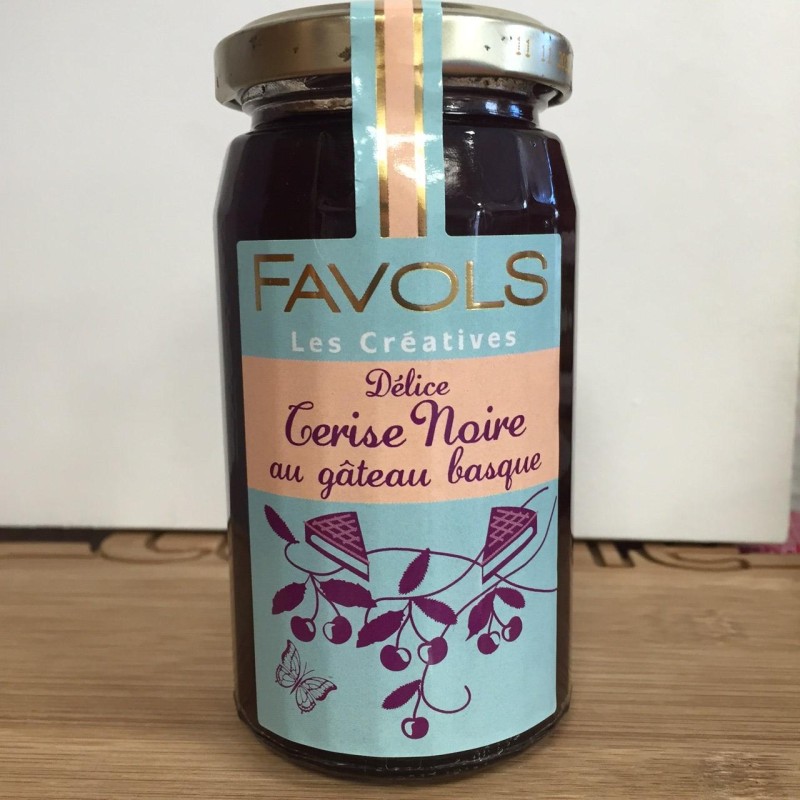 FAVOLS
Les Créatives
Délice
Cerise Noire
au gâteau basque